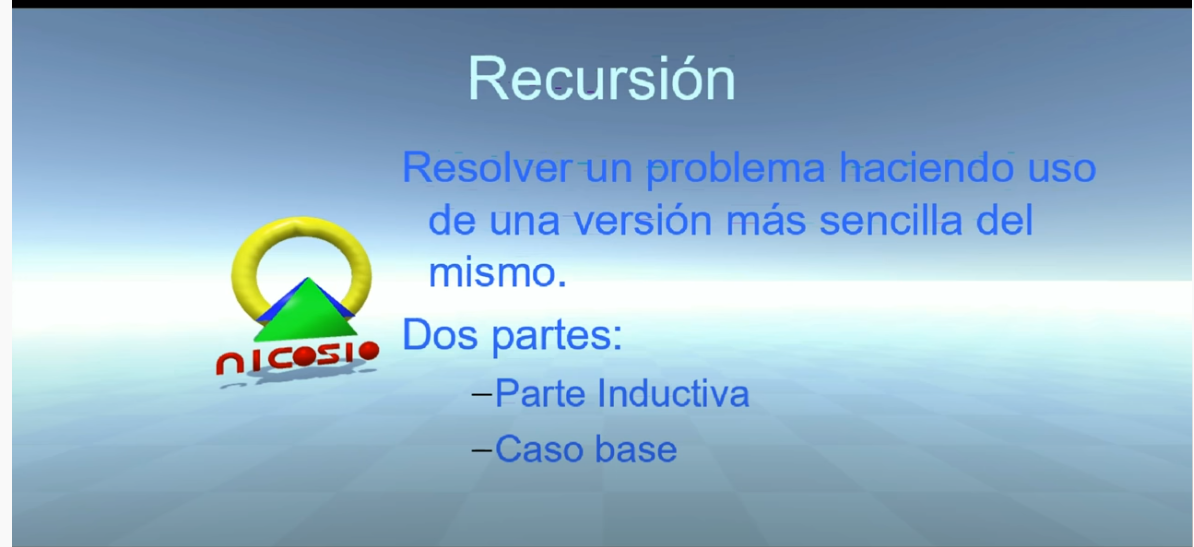 Recursión
Resolver un problema haciendo uso
de una versión más sencilla del
mismo.
Dos partes:
–Parte Inductiva
–Caso base
nicosio